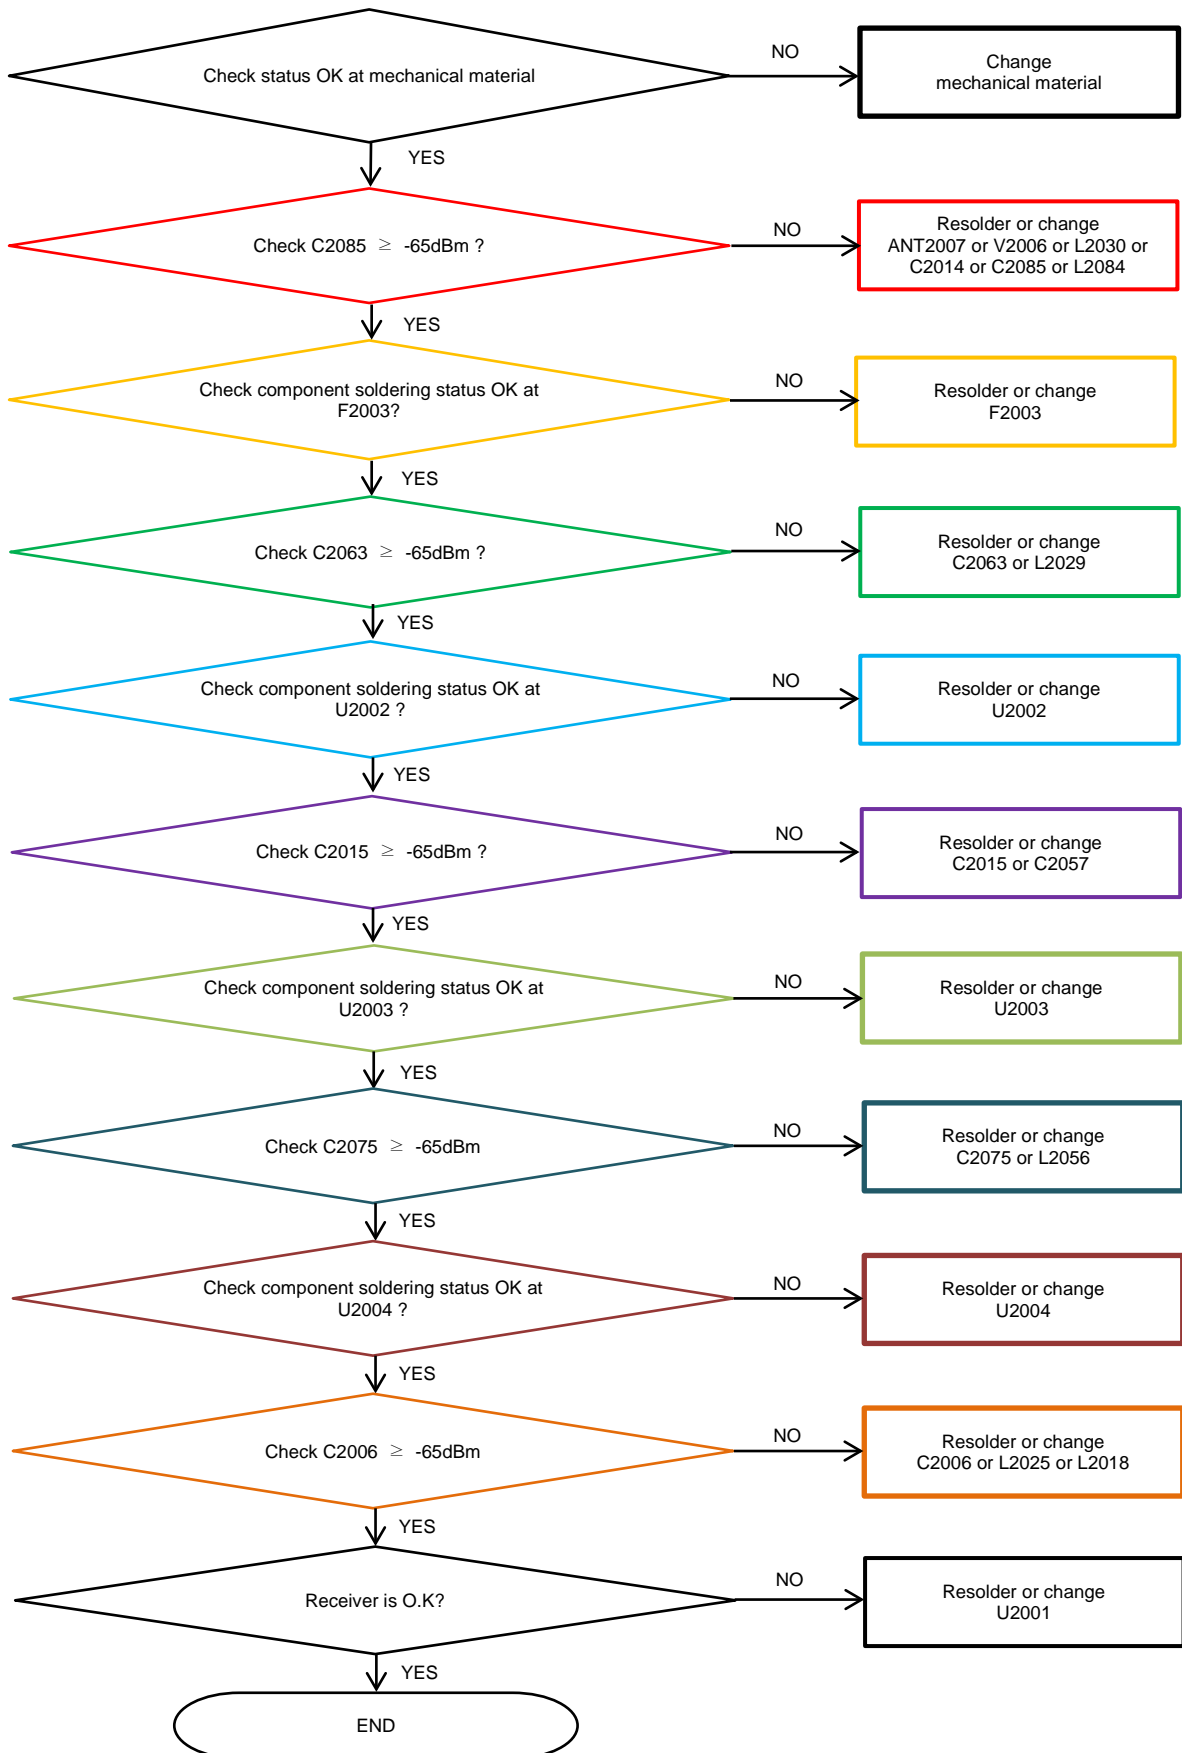 Check status OK at mechanical material
NO
Change
mechanical material
YES
Check C2085 ≥ -65dBm ?
NO
Resolder or change
ANT2007 or V2006 or L2030 or
C2014 or C2085 or L2084
YES
Check component soldering status OK at
F2003?
NO
Resolder or change
F2003
YES
Check C2063 ≥ -65dBm ?
NO
Resolder or change
C2063 or L2029
YES
Check component soldering status OK at
U2002 ?
NO
Resolder or change
U2002
YES
Check C2015 ≥ -65dBm ?
NO
Resolder or change
C2015 or C2057
YES
Check component soldering status OK at
U2003 ?
NO
Resolder or change
U2003
YES
Check C2075 ≥ -65dBm
NO
Resolder or change
C2075 or L2056
YES
Check component soldering status OK at
U2004 ?
NO
Resolder or change
U2004
YES
Check C2006 ≥ -65dBm
NO
Resolder or change
C2006 or L2025 or L2018
YES
Receiver is O.K?
NO
Resolder or change
U2001
YES
END